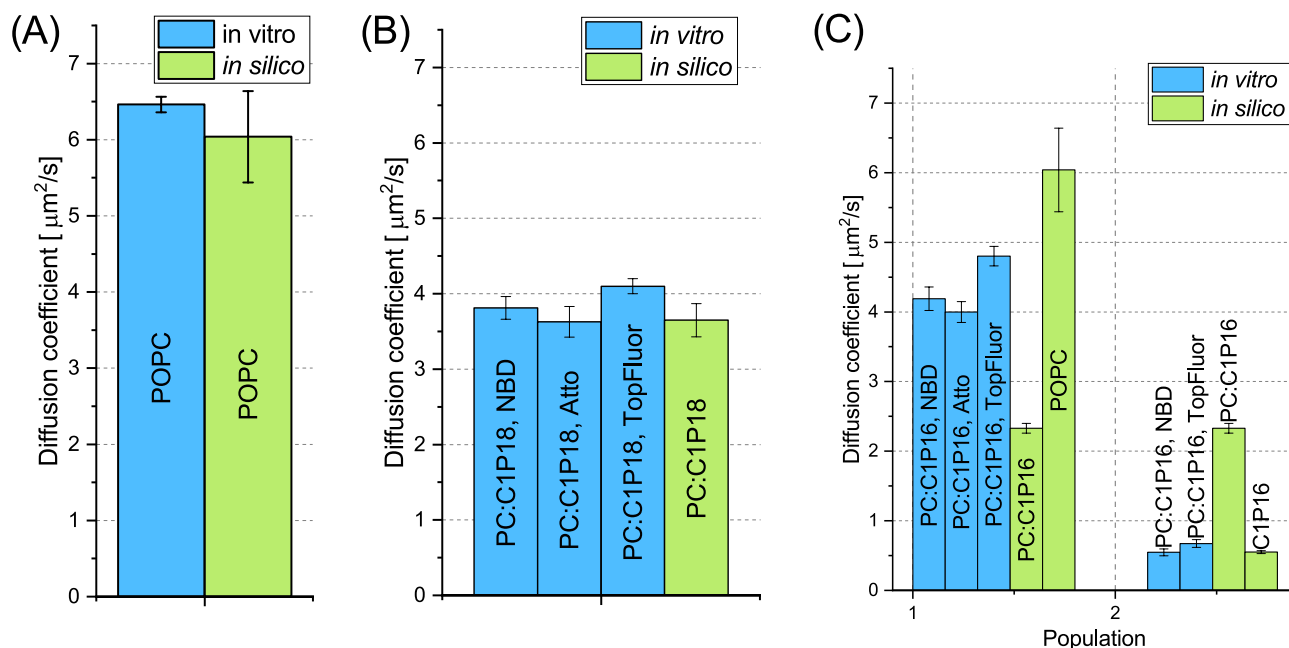 (A)
in vitro
in silico
Diffusion coefficient [ μm²/s]
7
6
5
4
3
2
1
0
POPC
POPC
(B)
in vitro
in silico
Diffusion coefficient [ μm²/s]
7
6
5
4
3
2
1
0
PC:C1P18, NBD
PC:C1P18, Atto
PC:C1P18, TopFluor
PC:C1P18
(C)
in vitro
in silico
Diffusion coefficient [ μm²/s]
7
6
5
4
3
2
1
0
PC:C1P16, NBD
PC:C1P16, Atto
PC:C1P16, TopFluor
PC:C1P16
POPC
PC:C1P16, NBD
PC:C1P16, TopFluor
PC:C1P16
C1P16
1
2
Population